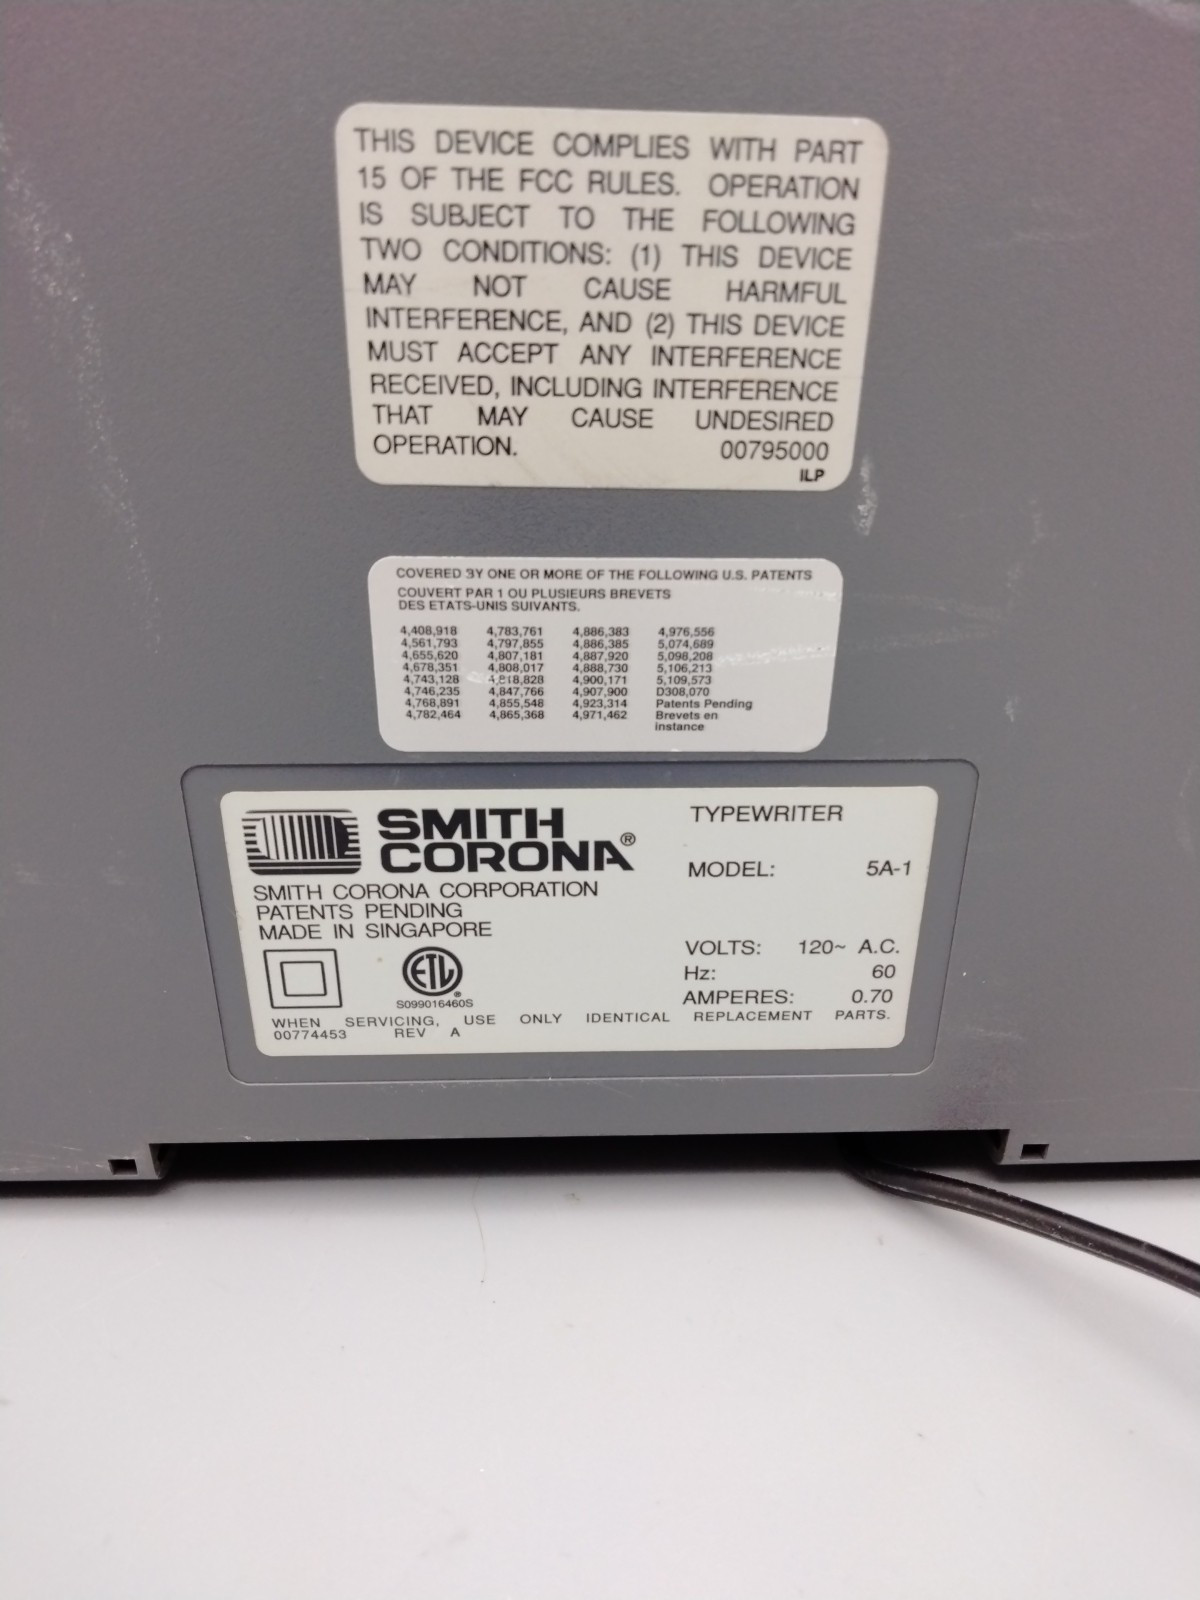 THIS DEVICE COMPLIES WITH PART
15 OF THE FCC RULES. OPERATION
IS SUBJECT TO THE FOLLOWING
TWO CONDITIONS: (1) THIS DEVICE
MAY NOT CAUSE HARMFUL
INTERFERENCE, AND (2) THIS DEVICE
MUST ACCEPT ANY INTERFERENCE
RECEIVED, INCLUDING INTERFERENCE
THAT MAY CAUSE UNDESIRED
OPERATION. 00795000
ILP
COVERED BY ONE OR MORE OF THE FOLLOWING U.S. PATENTS
COUVERT PAR 1 OU PLUSIEURS BREVETS
DES ETATS-UNIS SUIVANTS.
4,408,918 4,783,761 4,886,383 4,976,556
4,561,793 4,797,855 4,886,385 5,074,689
4,655,620 4,807,181 4,887,920 5,098,208
4,678,351 4,808,017 4,888,730 5,106,213
4,743,128 4,818,828 4,900,171 5,109,573
4,746,235 4,847,766 4,907,900 D308,070
4,768,891 4,855,548 4,923,314 Patents Pending
4,782,464 4,865,368 4,971,462 Brevets en
instance
SMITH CORONA®
TYPEWRITER
MODEL: 5A-1
SMITH CORONA CORPORATION
PATENTS PENDING
MADE IN SINGAPORE
ETL®
S099016460S
VOLTS: 120~ A.C.
Hz: 60
AMPERES: 0.70
WHEN SERVICING, USE ONLY IDENTICAL REPLACEMENT PARTS.
00774453 REV A